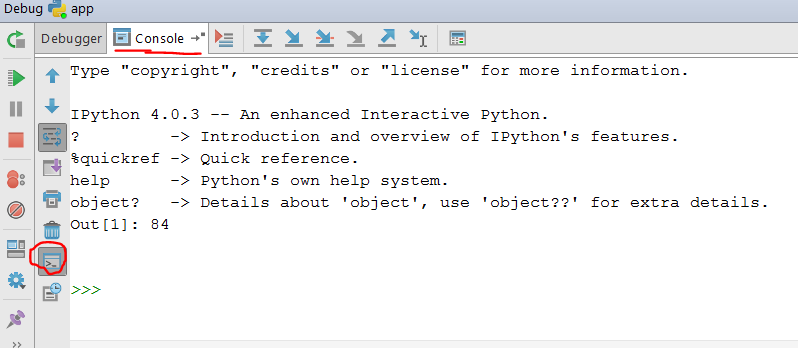 Debug app
Debugger Console
Type "copyright", "credits" or "license" for more information.
IPython 4.0.3 -- An enhanced Interactive Python.
? -> Introduction and overview of IPython's features.
%quickref -> Quick reference.
help -> Python's own help system.
object? -> Details about 'object', use 'object??' for extra details.
Out[1]: 84
>>>